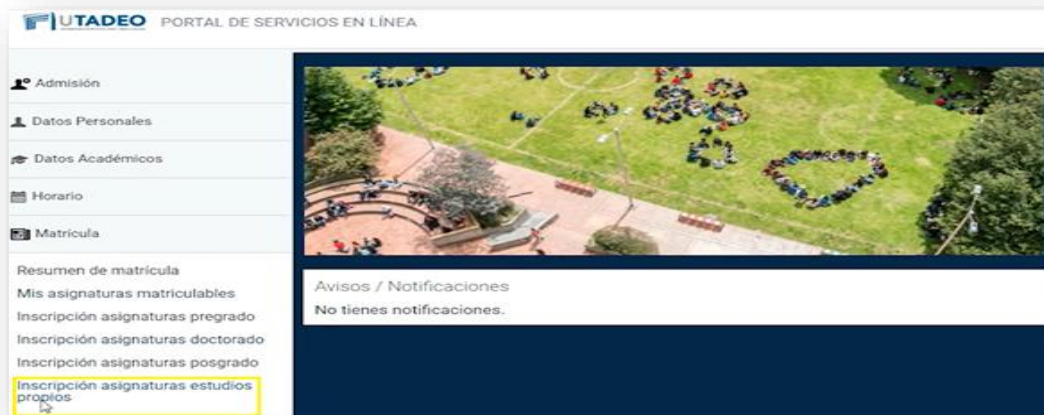 UTADEO PORTAL DE SERVICIOS EN LÍNEA
Admisión
Datos Personales
Datos Académicos
Horario
Matrícula
Resumen de matrícula
Mis asignaturas matriculables
Inscripción asignaturas pregrado
Inscripción asignaturas doctorado
Inscripción asignaturas posgrado
Inscripción asignaturas estudios
propios
Avisos / Notificaciones
No tienes notificaciones.